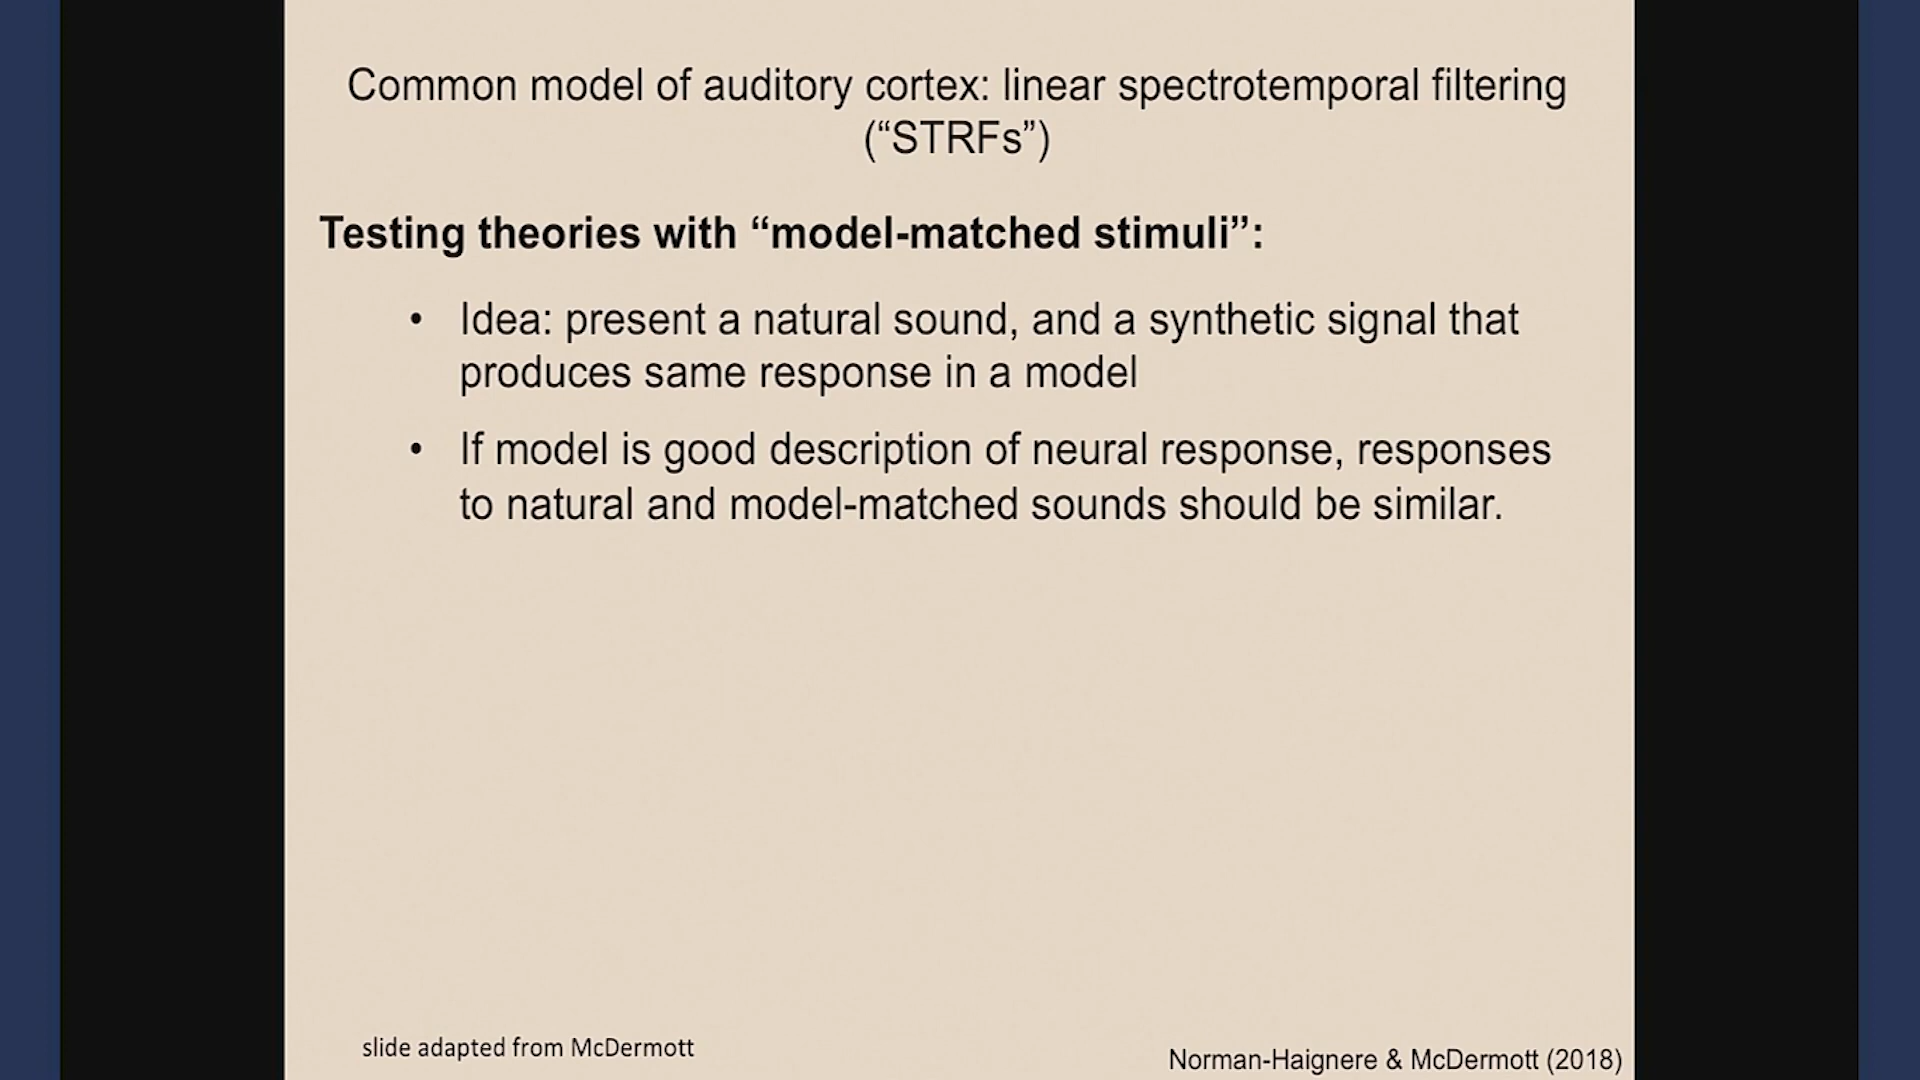 Common model of auditory cortex: linear spectrotemporal filtering
(“STRFs”)
Testing theories with “model-matched stimuli”:
• Idea: present a natural sound, and a synthetic signal that
produces same response in a model
• If model is good description of neural response, responses
to natural and model-matched sounds should be similar.
slide adapted from McDermott
Norman-Haignere & McDermott (2018)